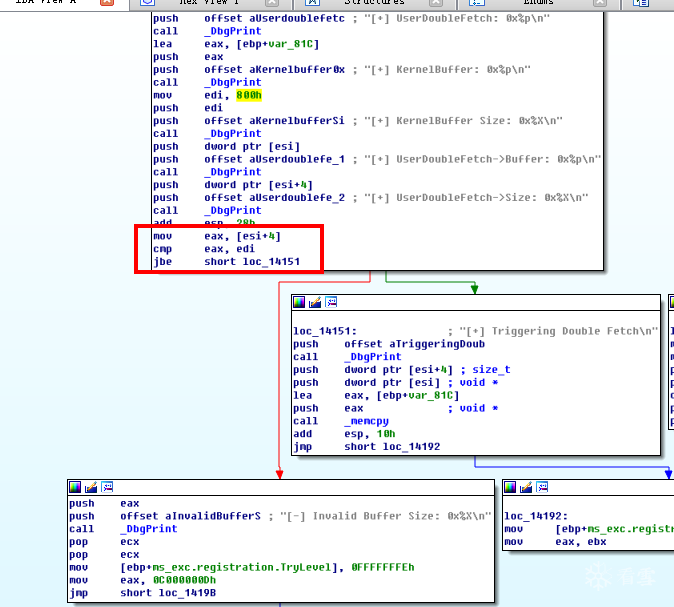 IDA View A
Hex View 1
Structures
Enums
push offset aUserdoublefetc ; "[+] UserDoubleFetch: 0x%p\n"
call _DbgPrint
lea eax, [ebp+var_81C]
push eax
push offset aKernelbuffer0x ; "[+] KernelBuffer: 0x%p\n"
call _DbgPrint
mov edi, 800h
push edi
push offset aKernelbufferSi ; "[+] KernelBuffer Size: 0x%X\n"
call _DbgPrint
push dword ptr [esi]
push offset aUserdoublefe_1 ; "[+] UserDoubleFetch->Buffer: 0x%p\n"
call _DbgPrint
push dword ptr [esi+4]
push offset aUserdoublefe_2 ; "[+] UserDoubleFetch->Size: 0x%X\n"
call _DbgPrint
add esp, 28h
mov eax, [esi+4]
cmp eax, edi
jbe short loc_14151
loc_14151: ; "[+] Triggering Double Fetch\n"
push offset aTriggeringDoub
call _DbgPrint
push dword ptr [esi+4] ; size_t
push dword ptr [esi] ; void *
lea eax, [ebp+var_81C]
push eax ; void *
call _memcpy
add esp, 10h
jmp short loc_14192
push eax
push offset aInvalidBufferS ; "[-] Invalid Buffer Size: 0x%X\n"
call _DbgPrint
pop ecx
pop ecx
mov [ebp+ms_exc.registration.TryLevel], 0FFFFFFFEh
mov eax, 0C000000Dh
jmp short loc_1419B
loc_14192:
mov [ebp+ms_exc.regist
mov eax, ebx
看雪